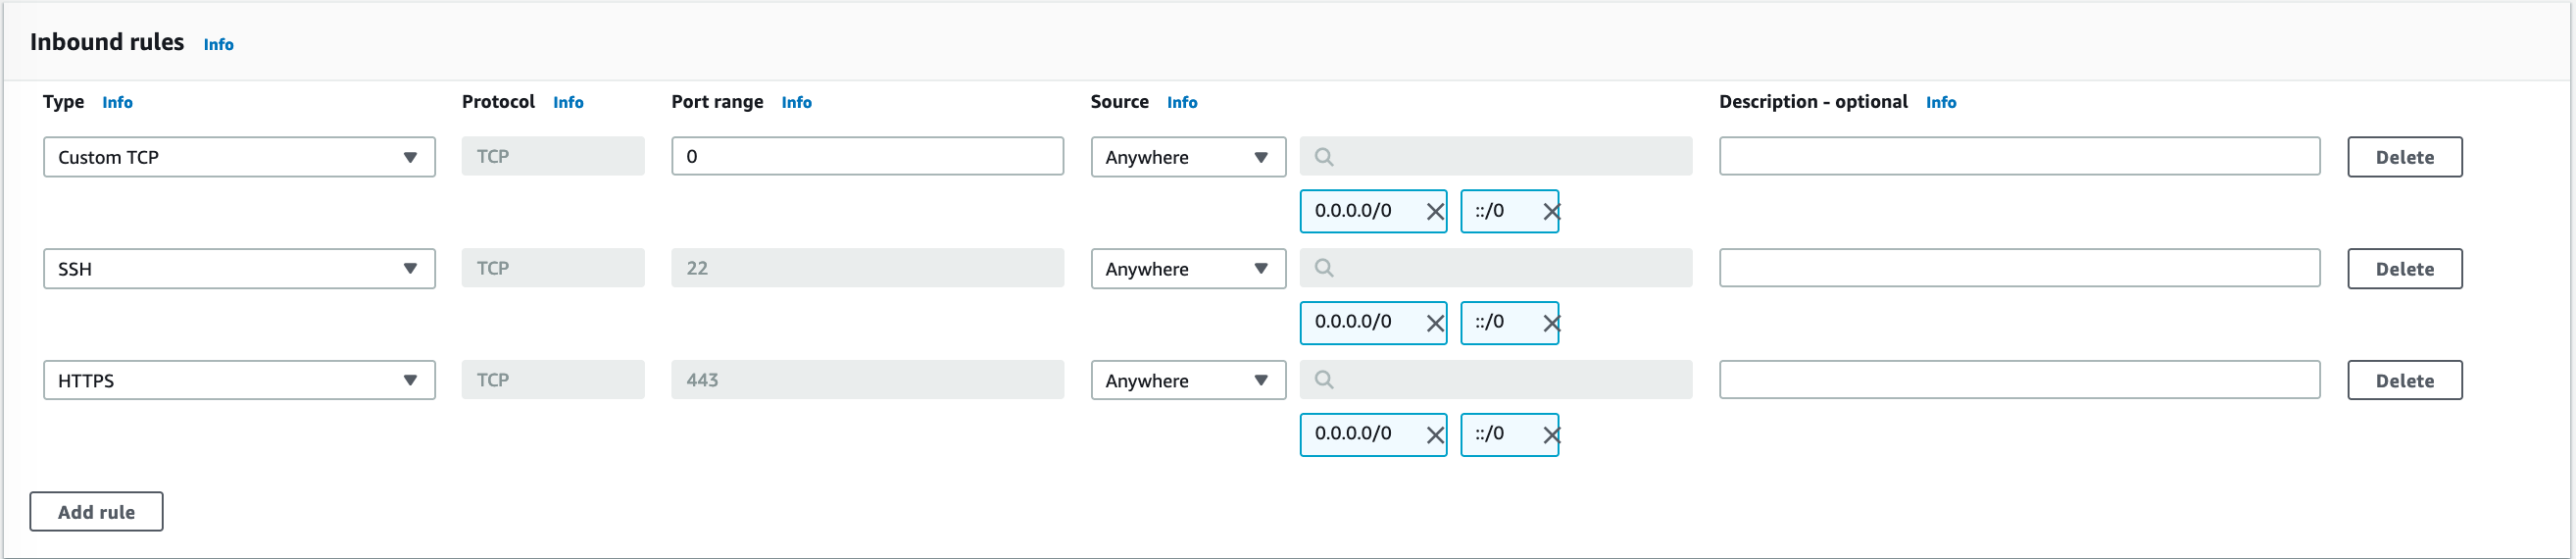 Inbound rules Info
Type Info Protocol Info Port range Info Source Info Description - optional Info
Custom TCP TCP 0 Anywhere Delete
0.0.0.0/0 ::/0
SSH TCP 22 Anywhere Delete
0.0.0.0/0 ::/0
HTTPS TCP 443 Anywhere Delete
0.0.0.0/0 ::/0
Add rule